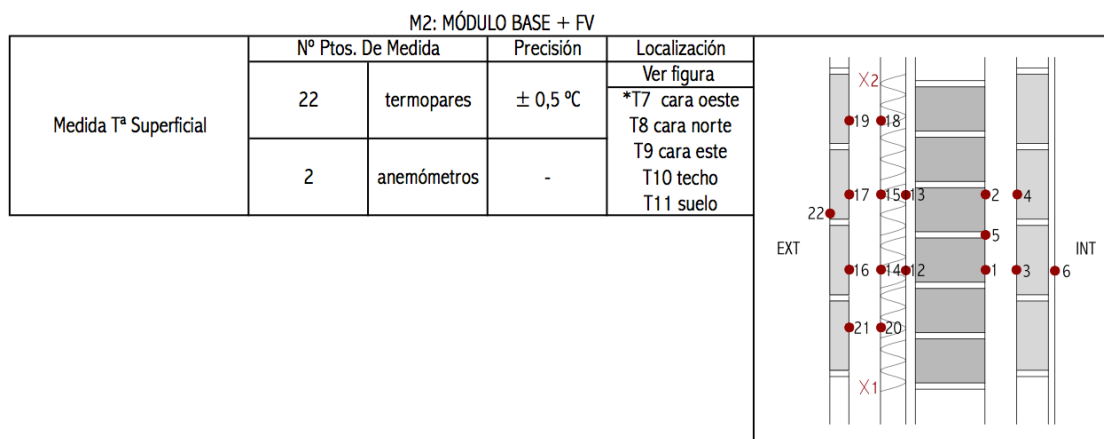 M2: MÓDULO BASE + FV
Nº Ptos. De Medida Precisión Localización
Medida Tª Superficial
22 termopares ± 0,5 ºC
2 anemómetros -
Ver figura
*T7 cara oeste
T8 cara norte
T9 cara este
T10 techo
T11 suelo
X2
19 18
17 15 13 2 4
22
5
EXT INT
16 14 12 1 3 6
21 20
X1